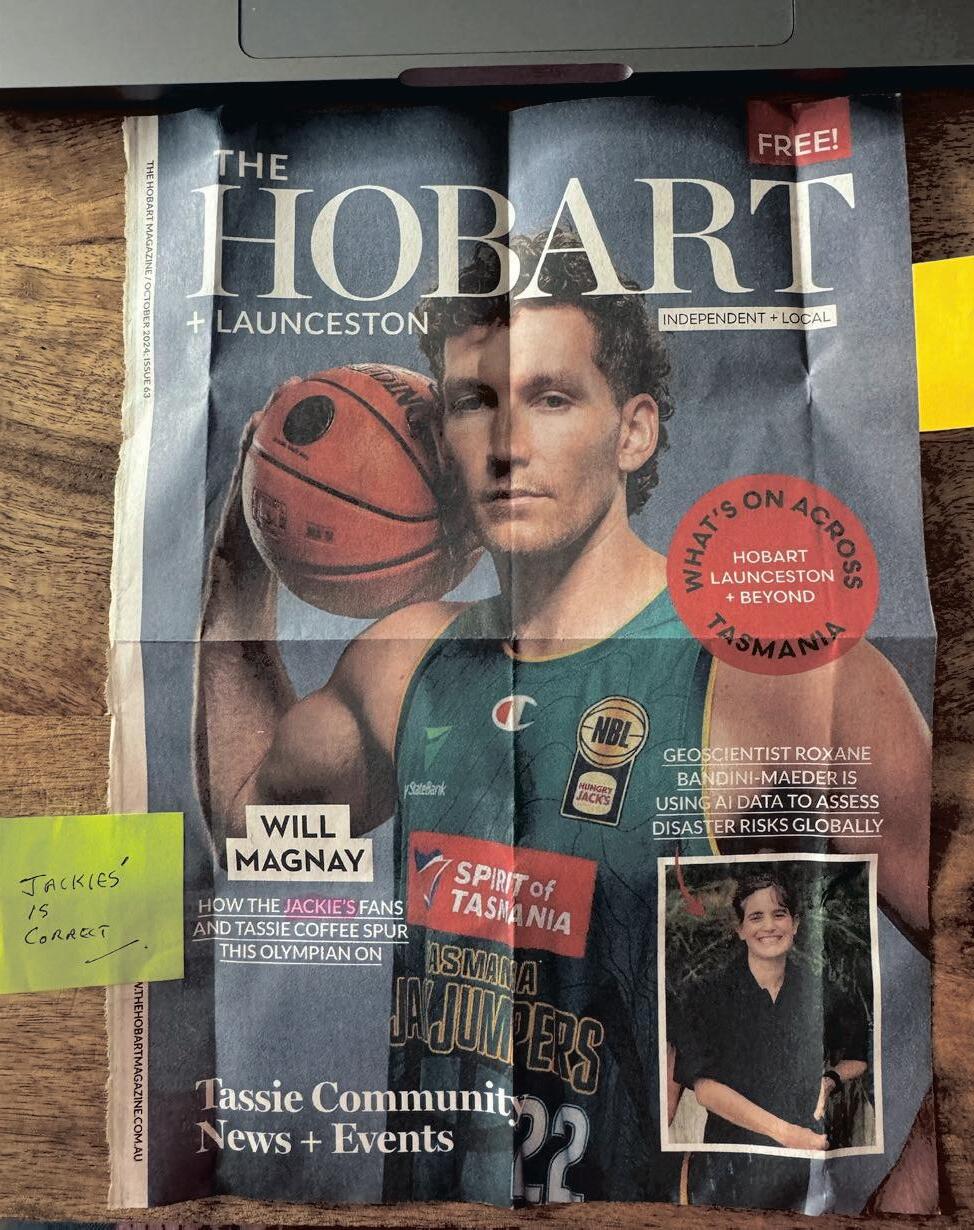 FREE!
THE
HOBART
+ LAUNCESTON
INDEPENDENT + LOCAL
THE HOBART MAGAZINE / OCTOBER 2024: ISSUE 63
WHAT'S ON ACROSS
HOBART
LAUNCESTON
+ BEYOND
TASMANIA
NBL
HUNGRY
JACK'S
yStateBank
GEOSCIENTIST ROXANE
BANDINI-MAEDER IS
USING AI DATA TO ASSESS
DISASTER RISKS GLOBALLY
WILL
MAGNAY
HOW THE JACKIE'S FANS
AND TASSIE COFFEE SPUR
THIS OLYMPIAN ON
SPIRIT of
TASMANIA
ASMANIA
JACKJUMPERS
22
JACKIES'
IS
CORRECT
Tassie Community
News + Events
.THEHOBARTMAGAZINE.COM.AU